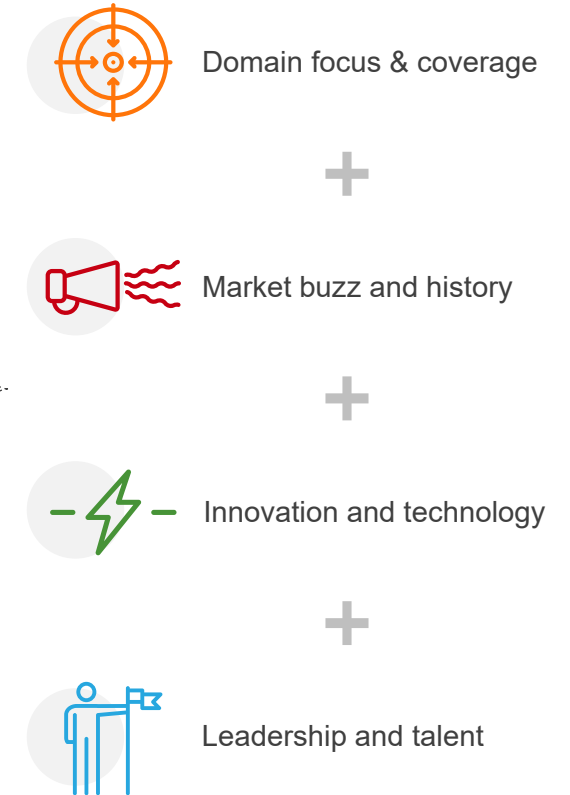 Domain focus & coverage
+
Market buzz and history
+
Innovation and technology
+
Leadership and talent